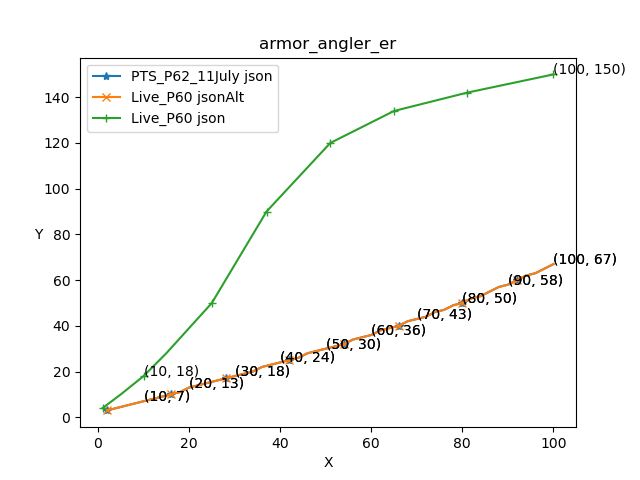 armor_angler_er
PTS_P62_11July json
Live_P60 jsonAlt
Live_P60 json
(100, 150)
140
120
100
Y
80
60
40
20
0
(100, 67)
(90, 58)
(80, 50)
(70, 43)
(60, 36)
(50, 30)
(40, 24)
(30, 18)
(10, 18)
(20, 13)
(10, 7)
0 20 40 60 80 100
X